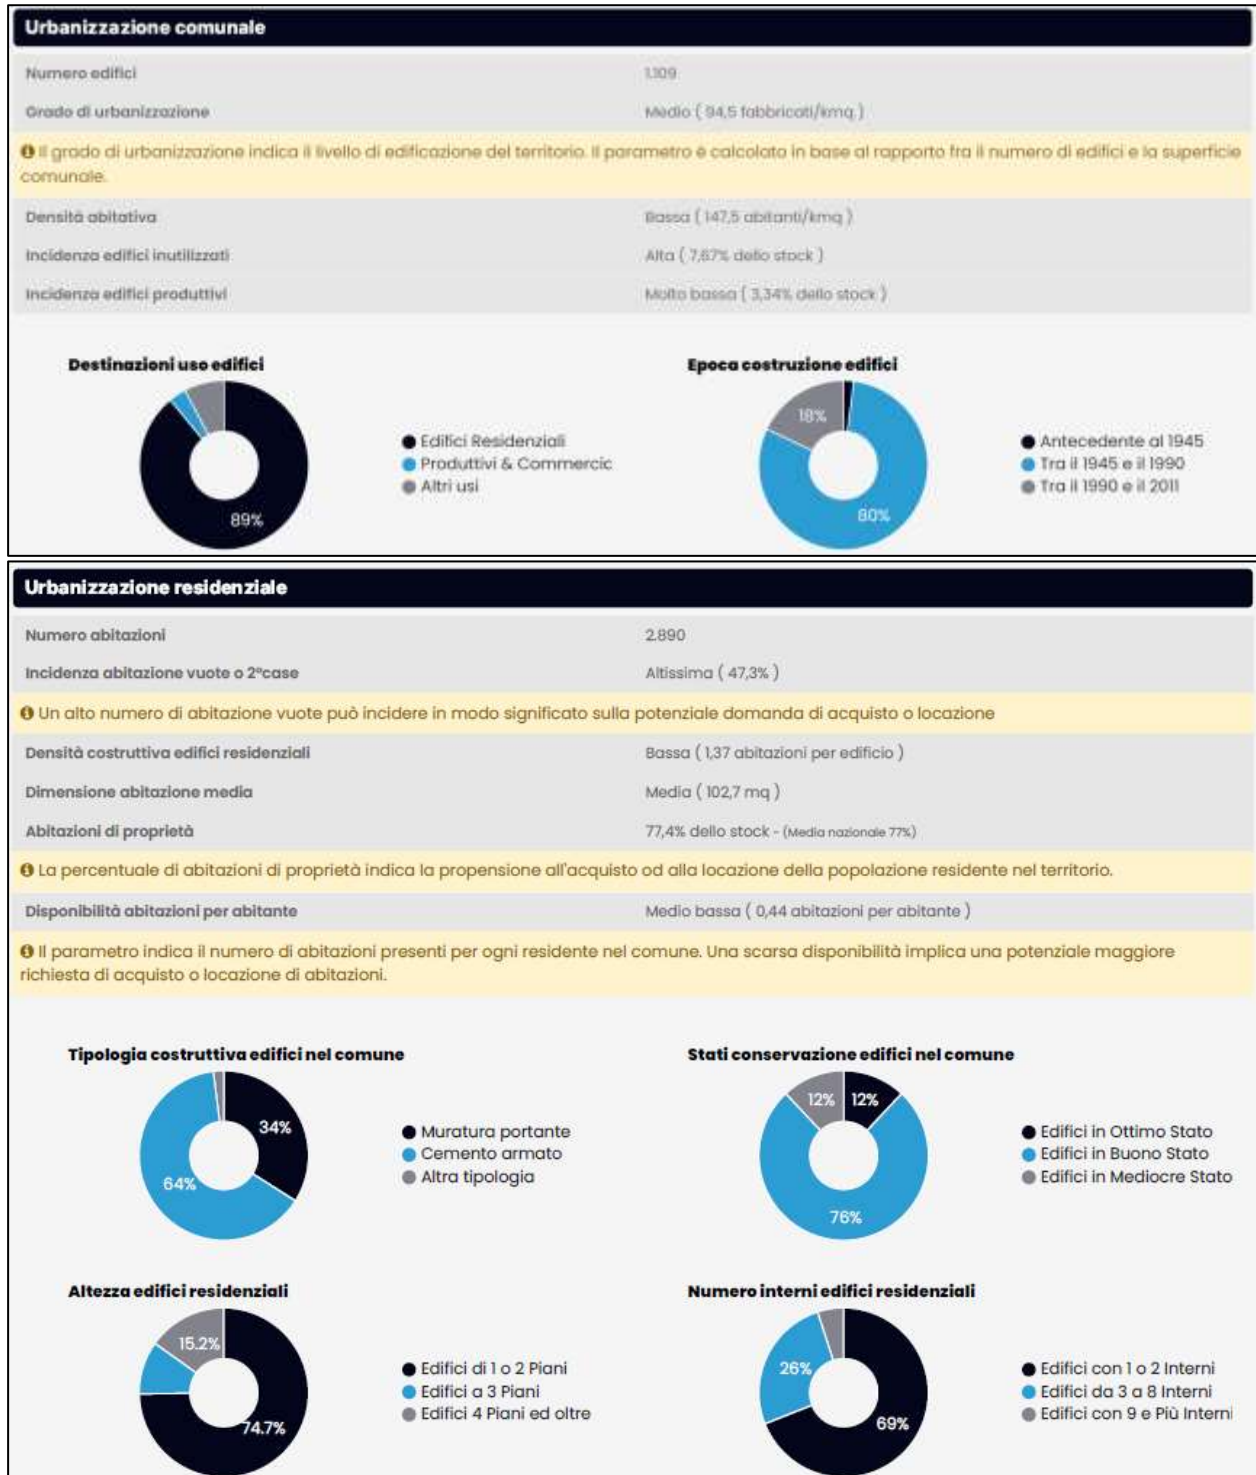 Urbanizzazione comunale
Numero edifici 1.109
Grado di urbanizzazione Medio ( 94,5 fabbricati/kmq )
Il grado di urbanizzazione indica il livello di edificazione del territorio. Il parametro è calcolato in base al rapporto fra il numero di edifici e la superficie
comunale.
Densità abitativa Bassa ( 147,5 abitanti/kmq )
Incidenza edifici inutilizzati Alta ( 7,67% dello stock )
Incidenza edifici produttivi Molto bassa ( 3,34% dello stock )
Destinazioni uso edifici
89%
Edifici Residenziali
Produttivi & Commercic
Altri usi
Epoca costruzione edifici
18%
80%
Antecedente al 1945
Tra il 1945 e il 1990
Tra il 1990 e il 2011
Urbanizzazione residenziale
Numero abitazioni 2.890
Incidenza abitazione vuote o 2°case Altissima ( 47,3% )
Un alto numero di abitazione vuote può incidere in modo significato sulla potenziale domanda di acquisto o locazione
Densità costruttiva edifici residenziali Bassa ( 1,37 abitazioni per edificio )
Dimensione abitazione media Media ( 102,7 mq )
Abitazioni di proprietà 77,4% dello stock - (Media nazionale 77%)
La percentuale di abitazioni di proprietà indica la propensione all'acquisto od alla locazione della popolazione residente nel territorio.
Disponibilità abitazioni per abitante Medio bassa ( 0,44 abitazioni per abitante )
Il parametro indica il numero di abitazioni presenti per ogni residente nel comune. Una scarsa disponibilità implica una potenziale maggiore
richiesta di acquisto o locazione di abitazioni.
Tipologia costruttiva edifici nel comune
34%
64%
Muratura portante
Cemento armato
Altra tipologia
Stati conservazione edifici nel comune
12% 12%
76%
Edifici in Ottimo Stato
Edifici in Buono Stato
Edifici in Mediocre Stato
Altezza edifici residenziali
15.2%
74.7%
Edifici di 1 o 2 Piani
Edifici a 3 Piani
Edifici 4 Piani ed oltre
Numero interni edifici residenziali
26%
69%
Edifici con 1 o 2 Interni
Edifici da 3 a 8 Interni
Edifici con 9 e Più Interni